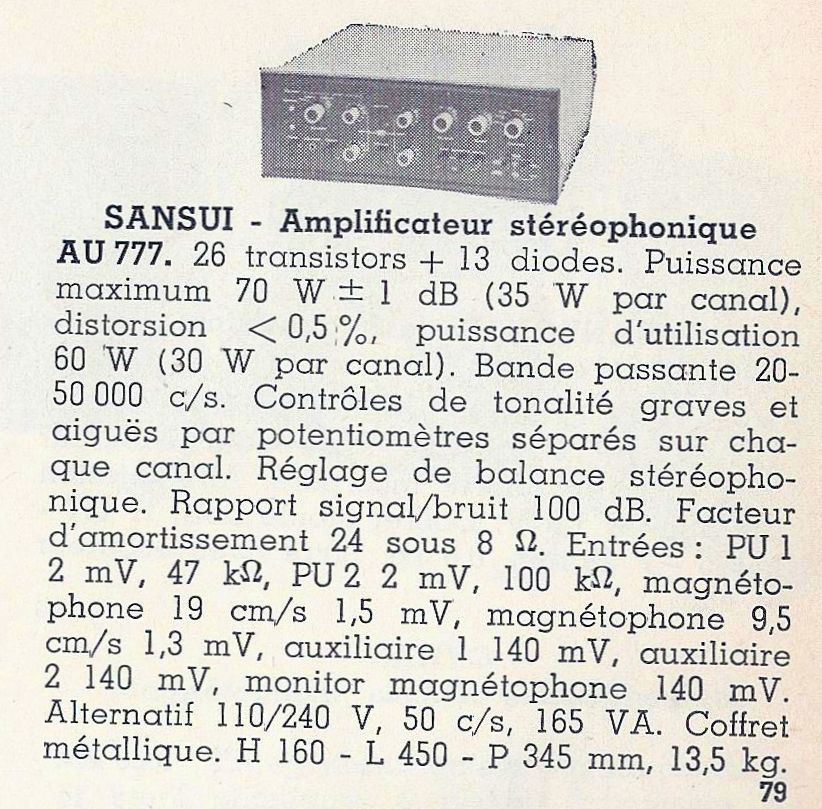 SANSUI - Amplificateur stéréophonique
AU 777. 26 transistors + 13 diodes. Puissance
maximum 70 W ± 1 dB (35 W par canal),
distorsion < 0,5 %, puissance d'utilisation
60 W (30 W par canal). Bande passante 20-
50 000 c/s. Contrôles de tonalité graves et
aiguës par potentiomètres séparés sur cha-
que canal. Réglage de balance stéréopho-
nique. Rapport signal/bruit 100 dB. Facteur
d'amortissement 24 sous 8 Ω. Entrées : PU 1
2 mV, 47 kΩ, PU 2 2 mV, 100 kΩ, magnéto-
phone 19 cm/s 1,5 mV, magnétophone 9,5
cm/s 1,3 mV, auxiliaire 1 140 mV, auxiliaire
2 140 mV, monitor magnétophone 140 mV.
Alternatif 110/240 V, 50 c/s, 165 VA. Coffret
métallique. H 160 - L 450 - P 345 mm, 13,5 kg.
79